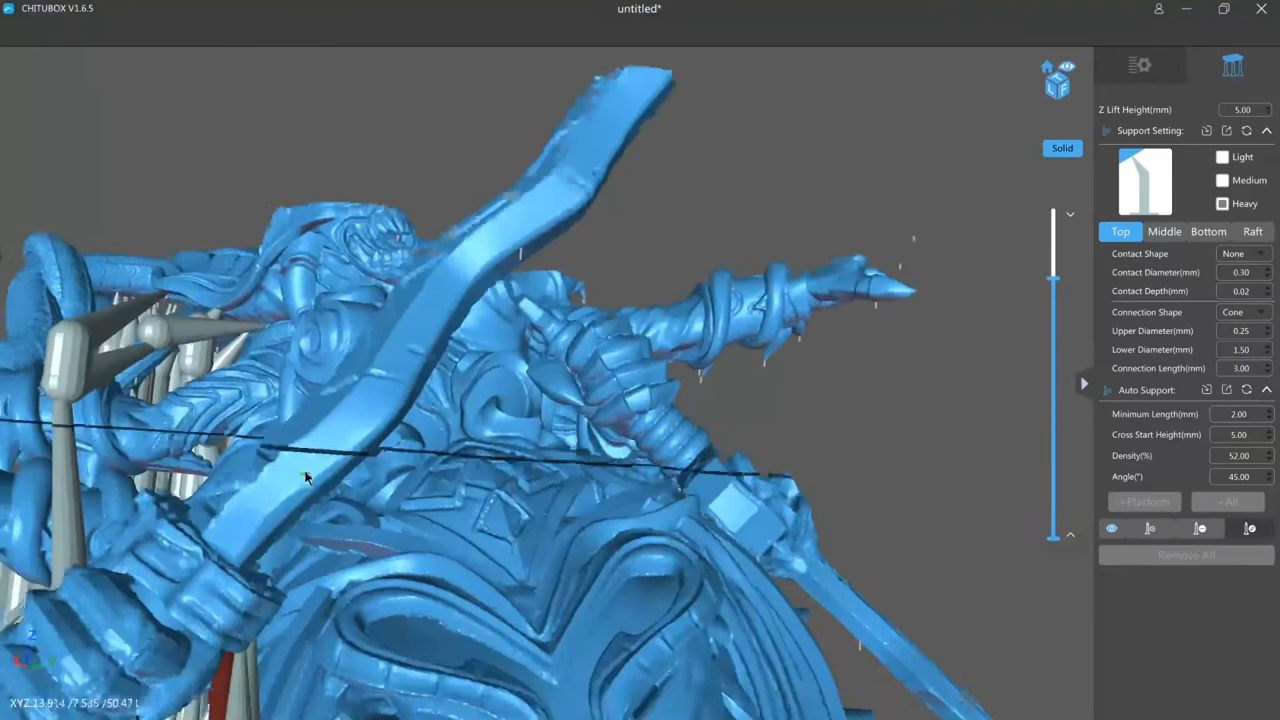 CHITUBOX V1.6.5
untitled*
Z Lift Height(mm) 5.00
Support Setting:
Light
Medium
Heavy
Solid
Top Middle Bottom Raft
Contact Shape None
Contact Diameter(mm) 0.30
Contact Depth(mm) 0.02
Connection Shape Cone
Upper Diameter(mm) 0.25
Lower Diameter(mm) 1.50
Connection Length(mm) 3.00
Auto Support:
Minimum Length(mm) 2.00
Cross Start Height(mm) 5.00
Density(%) 52.00
Angle(°) 45.00
+Platform +All
Remove All
Z